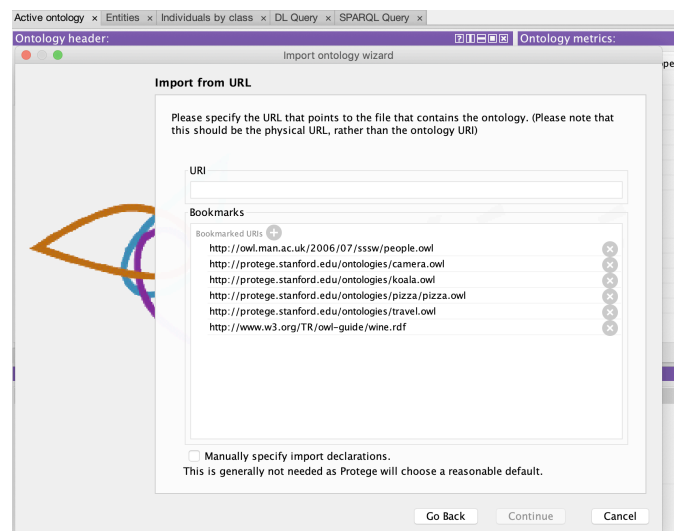 Active ontology × Entities × Individuals by class × DL Query × SPARQL Query ×
Ontology header: Ontology metrics:
Import ontology wizard
Import from URL
Please specify the URL that points to the file that contains the ontology. (Please note that
this should be the physical URL, rather than the ontology URI)
URI
Bookmarks
Bookmarked URIs
http://owl.man.ac.uk/2006/07/sssw/people.owl
http://protege.stanford.edu/ontologies/camera.owl
http://protege.stanford.edu/ontologies/koala.owl
http://protege.stanford.edu/ontologies/pizza/pizza.owl
http://protege.stanford.edu/ontologies/travel.owl
http://www.w3.org/TR/owl-guide/wine.rdf
Manually specify import declarations.
This is generally not needed as Protege will choose a reasonable default.
Go Back Continue Cancel